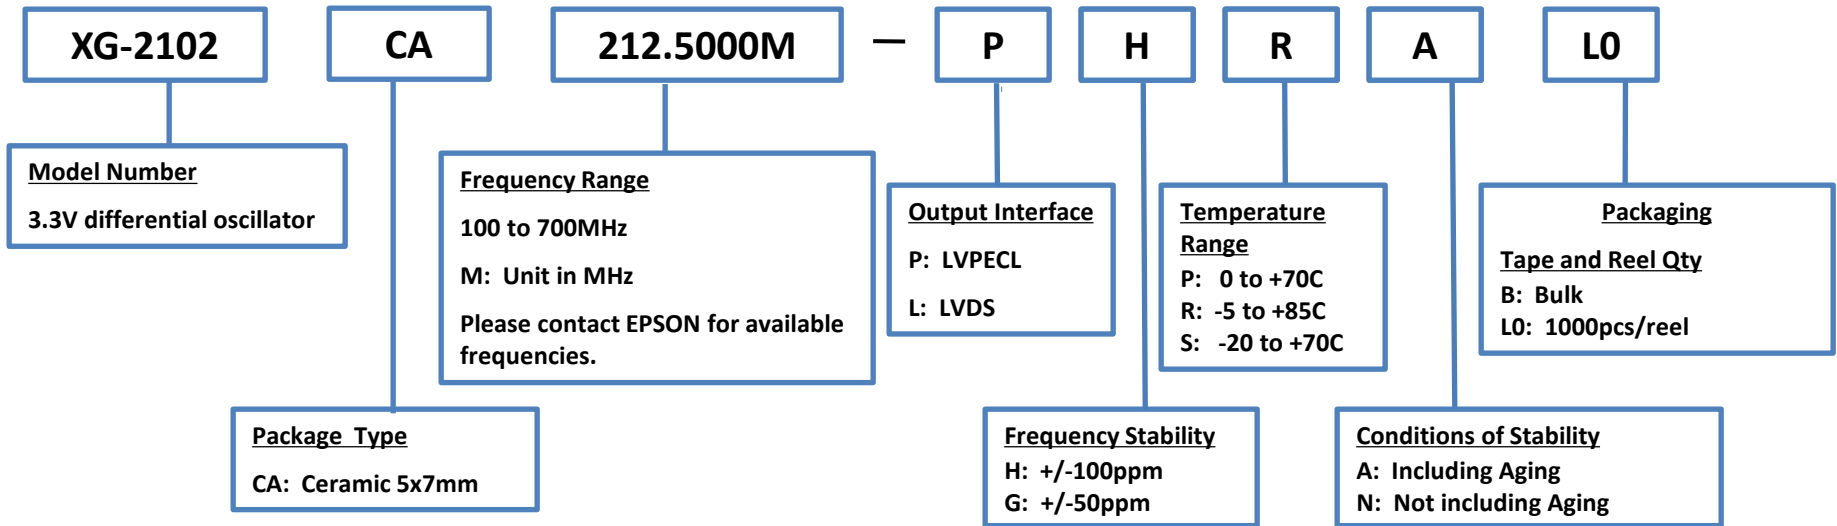 XG-2102 CA 212.5000M — P H R A L0
Model Number
3.3V differential oscillator
Frequency Range
100 to 700MHz
M: Unit in MHz
Please contact EPSON for available
frequencies.
Output Interface
P: LVPECL
L: LVDS
Temperature
Range
P: 0 to +70C
R: -5 to +85C
S: -20 to +70C
Packaging
Tape and Reel Qty
B: Bulk
L0: 1000pcs/reel
Package Type
CA: Ceramic 5x7mm
Frequency Stability
H: +/-100ppm
G: +/-50ppm
Conditions of Stability
A: Including Aging
N: Not including Aging